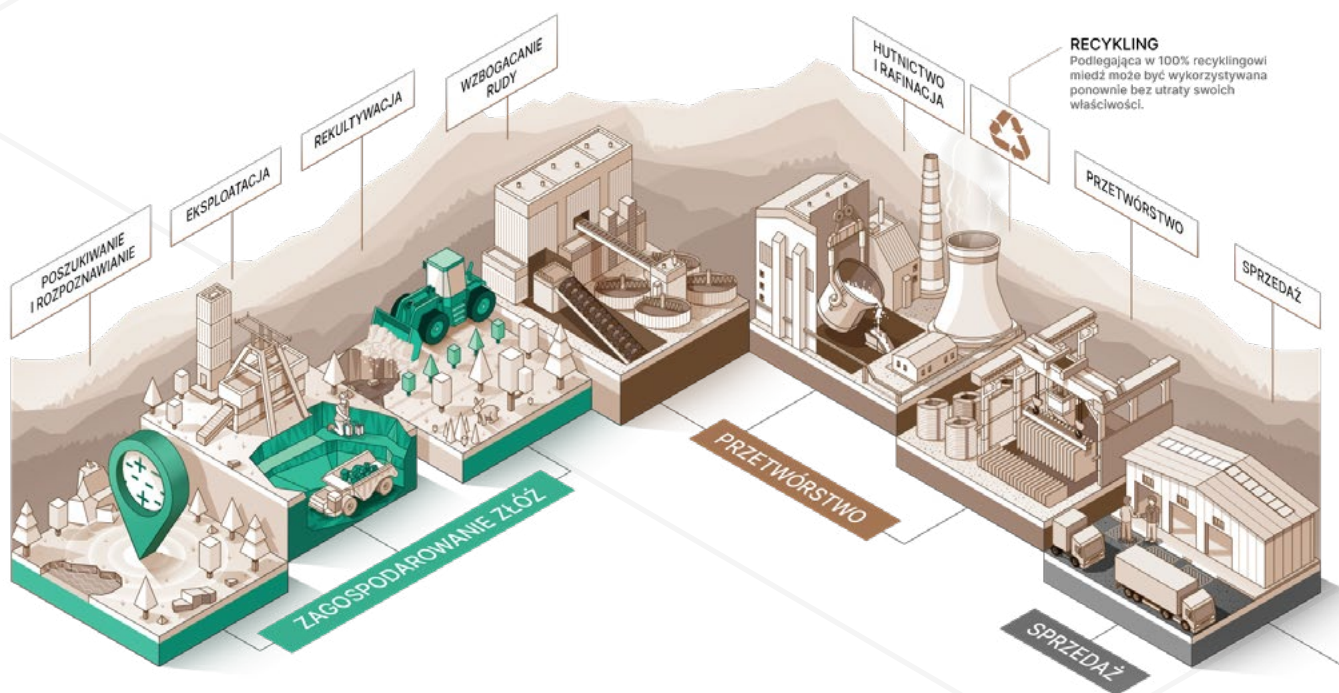 POSZUKIWANIE
I ROZPOZNAWIANIE
EKSPLOATACJA
REKULTYWACJA
WZBOGACANIE
RUDY
HUTNICTWO
I RAFINACJA
RECYKLING
Podlegająca w 100% recyklingowi
miedź może być wykorzystywana
ponownie bez utraty swoich
właściwości.
PRZETWÓRSTWO
SPRZEDAŻ
ZAGOSPODAROWANIE ZŁÓŻ
PRZETWÓRSTWO
SPRZEDAŻ